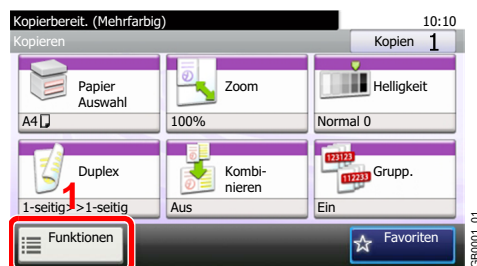 Kopierbereit. (Mehrfarbig)
10:10
Kopieren
Kopien 1
Papier
Auswahl
A4
Zoom
100%
Helligkeit
Normal 0
Duplex
1-seitig>>1-seitig
Kombi-
nieren
Aus
123123
112233
Grupp.
Ein
1
Funktionen
Favoriten
GB0001_01